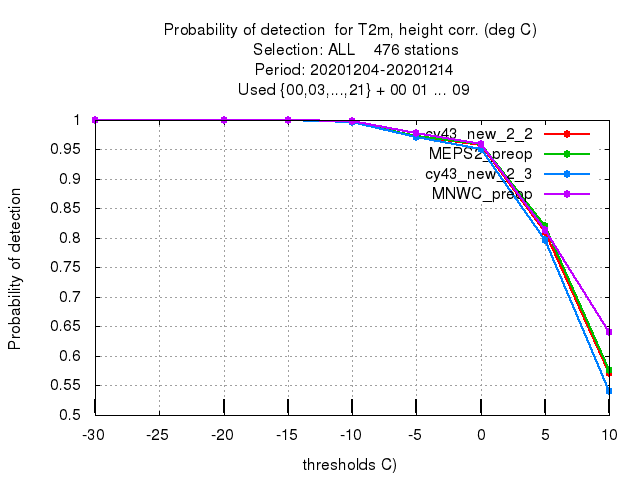 Probability of detection  for T2m, height corr. (deg C)
Selection: ALL    476 stations
Period: 20201204-20201214
Used {00,03,...,21} + 00 01 ... 09
Probability of detection
1
0.95
0.9
0.85
0.8
0.75
0.7
0.65
0.6
0.55
0.5
cy43_new_2_2
MEPS2_preop
cy43_new_2_3
MNWC_preop
-30 -25 -20 -15 -10 -5 0 5 10
thresholds C)